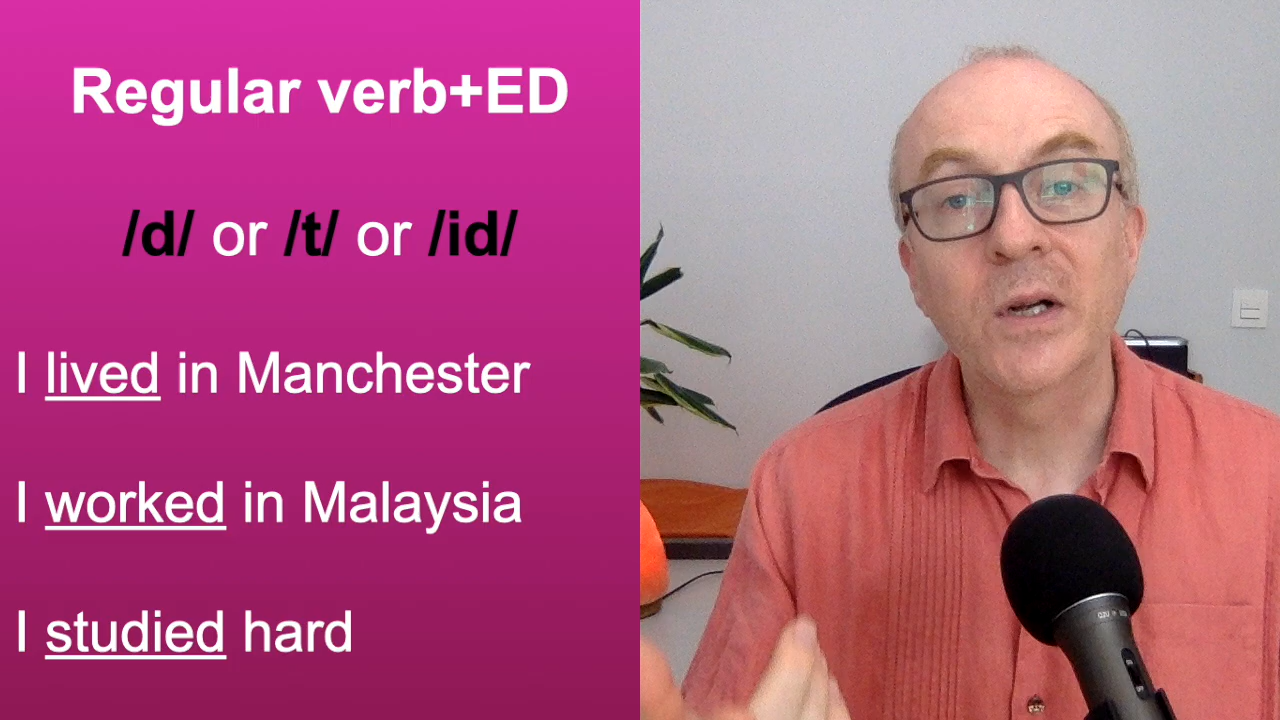 Regular verb+ED
/d/ or /t/ or /id/
I lived in Manchester
I worked in Malaysia
I studied hard